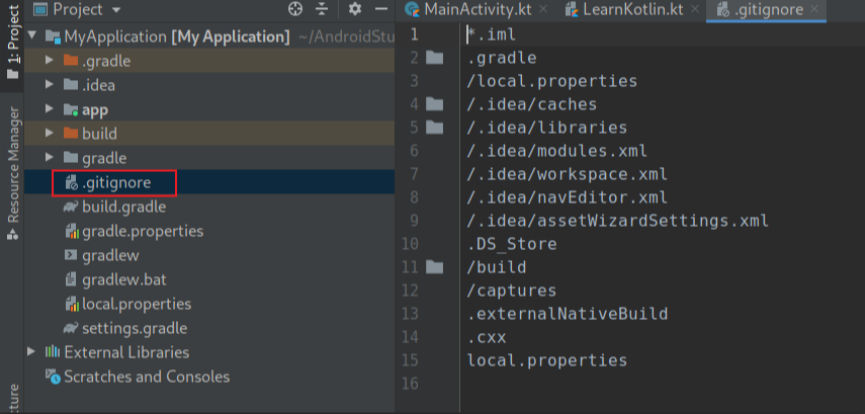 1: Project
Resource Manager
cture
Project
MyApplication [My Application] ~/AndroidStu
.gradle
.idea
app
build
gradle
.gitignore
build.gradle
gradle.properties
gradlew
gradlew.bat
local.properties
settings.gradle
External Libraries
Scratches and Consoles
MainActivity.kt
LearnKotlin.kt
.gitignore
1 *.iml
2 .gradle
3 /local.properties
4 /.idea/caches
5 /.idea/libraries
6 /.idea/modules.xml
7 /.idea/workspace.xml
8 /.idea/navEditor.xml
9 /.idea/assetWizardSettings.xml
10 .DS_Store
11 /build
12 /captures
13 .externalNativeBuild
14 .cxx
15 local.properties
16